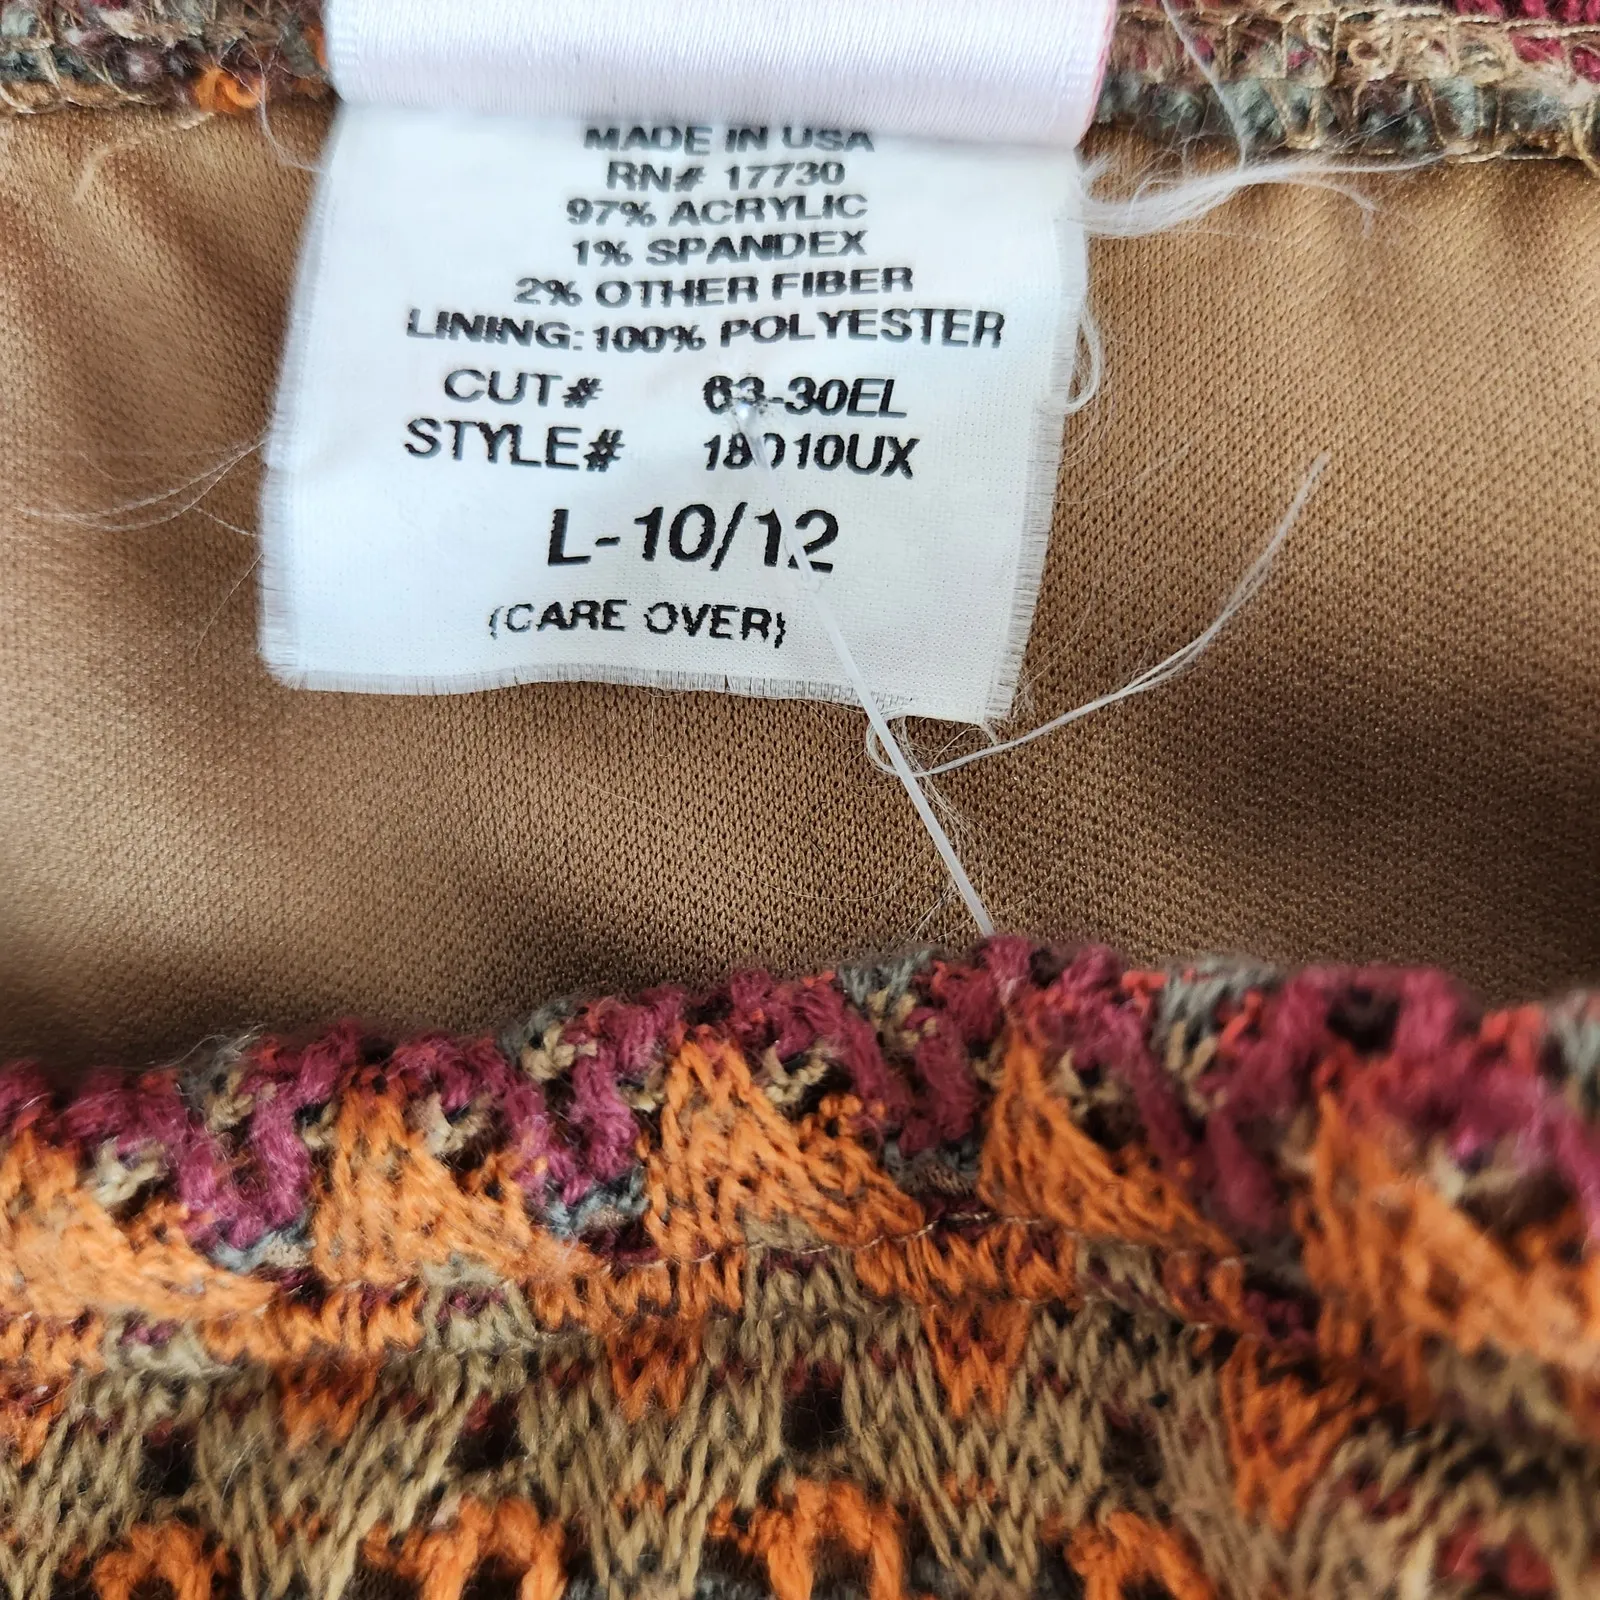 MADE IN USA
RN# 17730
97% ACRYLIC
1% SPANDEX
2% OTHER FIBER
LINING: 100% POLYESTER
CUT# 63-30EL
STYLE# 18010UX
L-10/12
(CARE OVER)